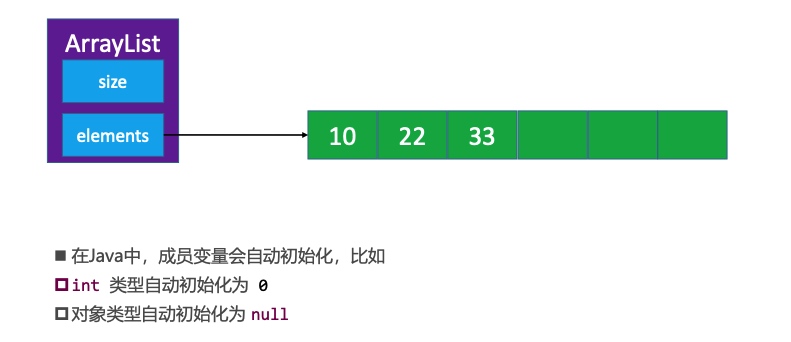 ArrayList
size
elements
10 22 33
在Java中，成员变量会自动初始化，比如
int 类型自动初始化为 0
对象类型自动初始化为 null